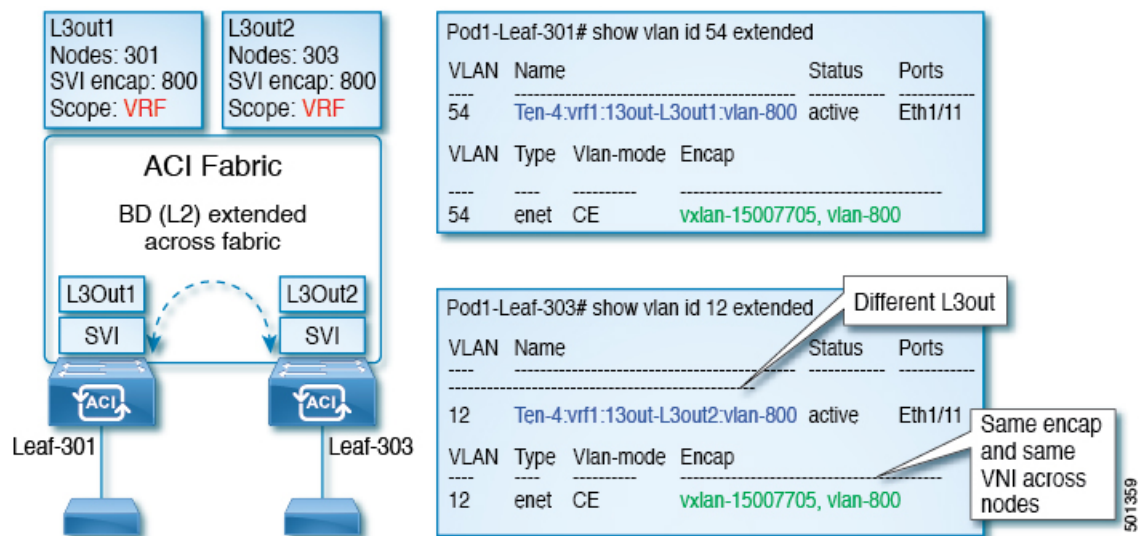 L3out1
Nodes: 301
SVI encap: 800
Scope: VRF
L3out2
Nodes: 303
SVI encap: 800
Scope: VRF
ACI Fabric
BD (L2) extended
across fabric
L3Out1
SVI
L3Out2
SVI
ACI
ACI
Leaf-301
Leaf-303
Pod1-Leaf-301# show vlan id 54 extended
VLAN Name Status Ports
---- -------------------------------- --------- ---------
54 Ten-4:vrf1:13out-L3out1:vlan-800 active Eth1/11
VLAN Type Vlan-mode Encap
---- ---- ---------- -------------------------------
54 enet CE vxlan-15007705, vlan-800
Pod1-Leaf-303# show vlan id 12 extended
Different L3out
VLAN Name Status Ports
---- -------------------------------- --------- ---------
-------------------------------
12 Ten-4:vrf1:13out-L3out2:vlan-800 active Eth1/11
Same encap
and same
VNI across
nodes
VLAN Type Vlan-mode Encap
---- ---- ---------- -------------------------------
12 enet CE vxlan-15007705, vlan-800
501359